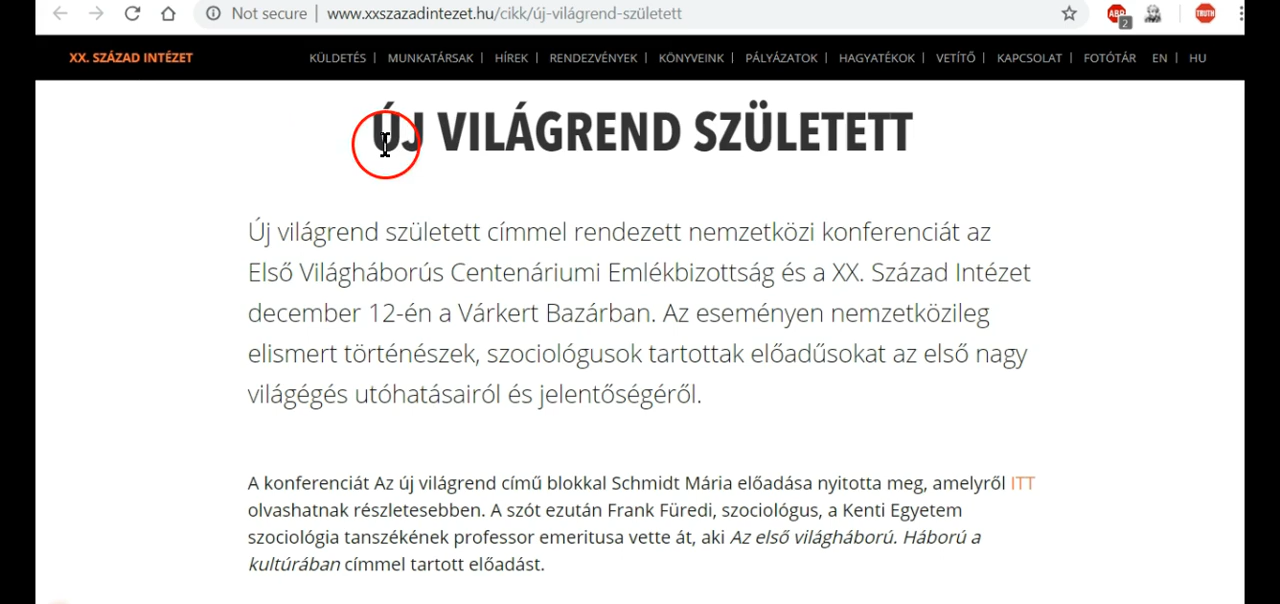 Not secure | www.xxszazadintezet.hu/cikk/új-világrend-született
ABP 2 TRUTH
XX. SZÁZAD INTÉZET KÜLDETÉS | MUNKATÁRSAK | HÍREK | RENDEZVÉNYEK | KÖNYVEINK | PÁLYÁZATOK | HAGYATÉKOK | VETÍTŐ | KAPCSOLAT | FOTÓTÁR EN | HU
ÚJ VILÁGREND SZÜLETETT
Új világrend született címmel rendezett nemzetközi konferenciát az
Első Világháborús Centenáriumi Emlékbizottság és a XX. Század Intézet
december 12-én a Várkert Bazárban. Az eseményen nemzetközileg
elismert történészek, szociológusok tartottak előadűsokat az első nagy
világégés utóhatásairól és jelentőségéről.
A konferenciát Az új világrend című blokkal Schmidt Mária előadása nyitotta meg, amelyről ITT
olvashatnak részletesebben. A szót ezután Frank Füredi, szociológus, a Kenti Egyetem
szociológia tanszékének professor emeritusa vette át, aki Az első világháború. Háború a
kultúrában címmel tartott előadást.